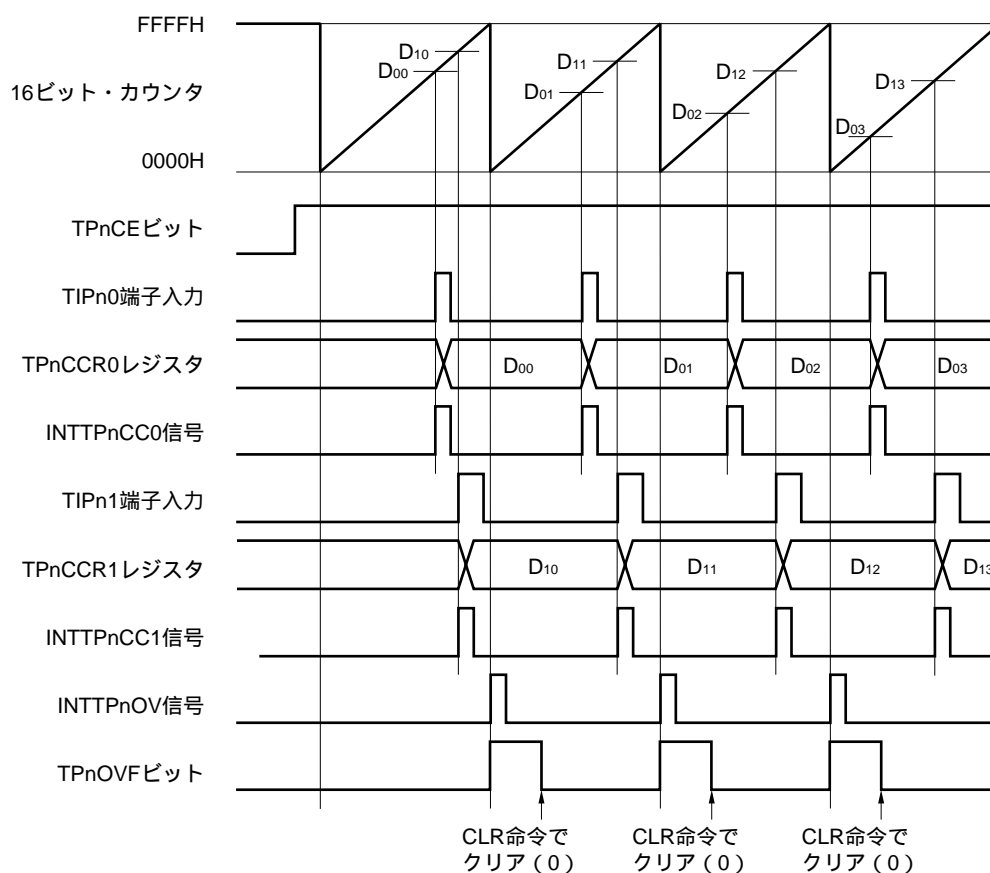 FFFFH
D10
D00
D11
D01
D12
D02
D13
D03
16ビット・カウンタ
0000H
TPnCEビット
TIPn0端子入力
TPnCCR0レジスタ
D00
D01
D02
D03
INTTPnCC0信号
TIPn1端子入力
TPnCCR1レジスタ
D10
D11
D12
D13
INTTPnCC1信号
INTTPnOV信号
TPnOVFビット
CLR命令で
クリア（0）
CLR命令で
クリア（0）
CLR命令で
クリア（0）